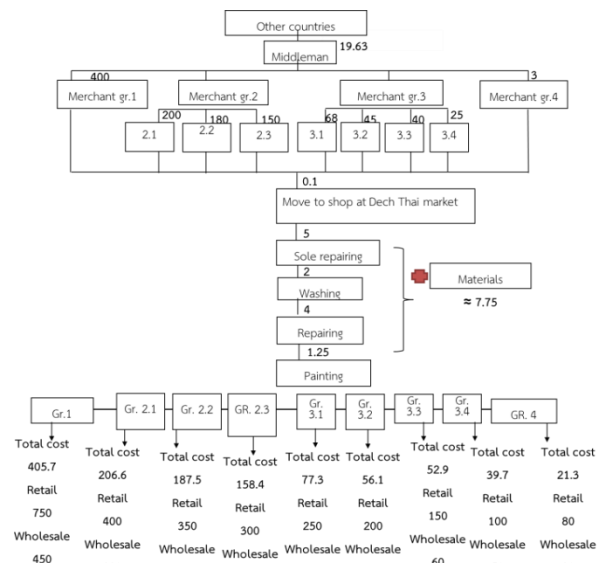 Other countries
Middleman
19.63
400
3
Merchant gr.1
Merchant gr.2
Merchant gr.3
Merchant gr.4
200
180
150
68
45
40
25
2.1
2.2
2.3
3.1
3.2
3.3
3.4
0.1
Move to shop at Dech Thai market
5
Sole repairing
2
Washing
Materials
≈ 7.75
4
Repairing
1.25
Painting
Gr.1
Gr. 2.1
Gr. 2.2
GR. 2.3
Gr. 3.1
Gr. 3.2
Gr. 3.3
Gr. 3.4
GR. 4
Total cost
405.7
Retail
750
Wholesale
450
Total cost
206.6
Retail
400
Wholesale
Total cost
187.5
Retail
350
Wholesale
Total cost
158.4
Retail
300
Wholesale
Total cost
77.3
Retail
250
Wholesale
Total cost
56.1
Retail
200
Wholesale
Total cost
52.9
Retail
150
Wholesale
60
Total cost
39.7
Retail
100
Wholesale
Total cost
21.3
Retail
80
Wholesale